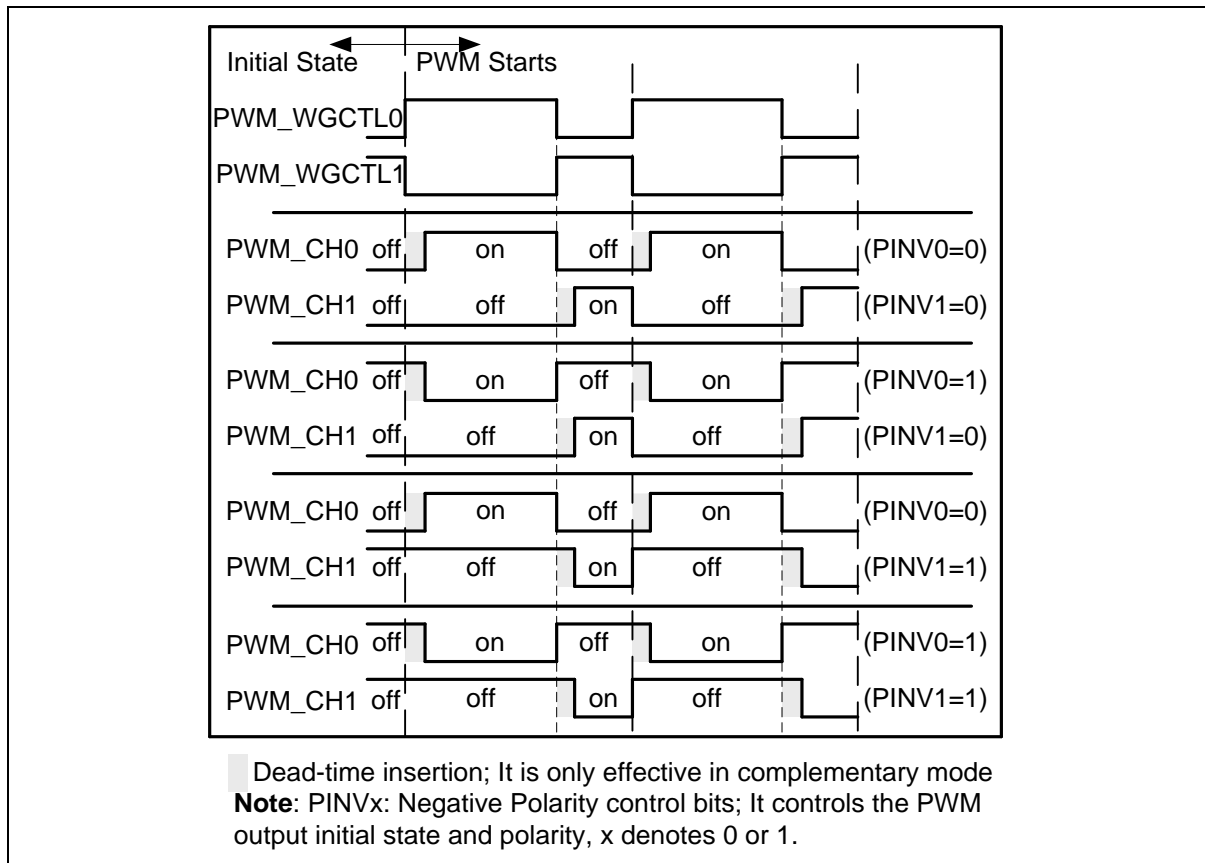 Initial State PWM Starts
PWM_WGCTL0
PWM_WGCTL1
PWM_CH0 off on off on (PINV0=0)
PWM_CH1 off off on off (PINV1=0)
PWM_CH0 off on off on (PINV0=1)
PWM_CH1 off off on off (PINV1=0)
PWM_CH0 off on off on (PINV0=0)
PWM_CH1 off off on off (PINV1=1)
PWM_CH0 off on off on (PINV0=1)
PWM_CH1 off off on off (PINV1=1)
Dead-time insertion; It is only effective in complementary mode
Note: PINVx: Negative Polarity control bits; It controls the PWM
output initial state and polarity, x denotes 0 or 1.